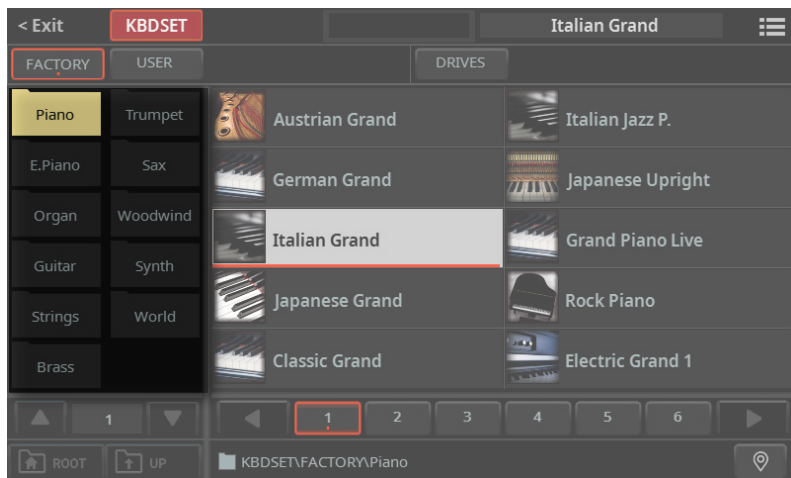 < Exit KBDSET Italian Grand
FACTORY USER DRIVES
Piano Trumpet Austrian Grand Italian Jazz P.
E.Piano Sax German Grand Japanese Upright
Organ Woodwind Italian Grand Grand Piano Live
Guitar Synth Japanese Grand Rock Piano
Strings World
Brass Classic Grand Electric Grand 1
1 1 2 3 4 5 6
ROOT UP KBDSET\FACTORY\Piano